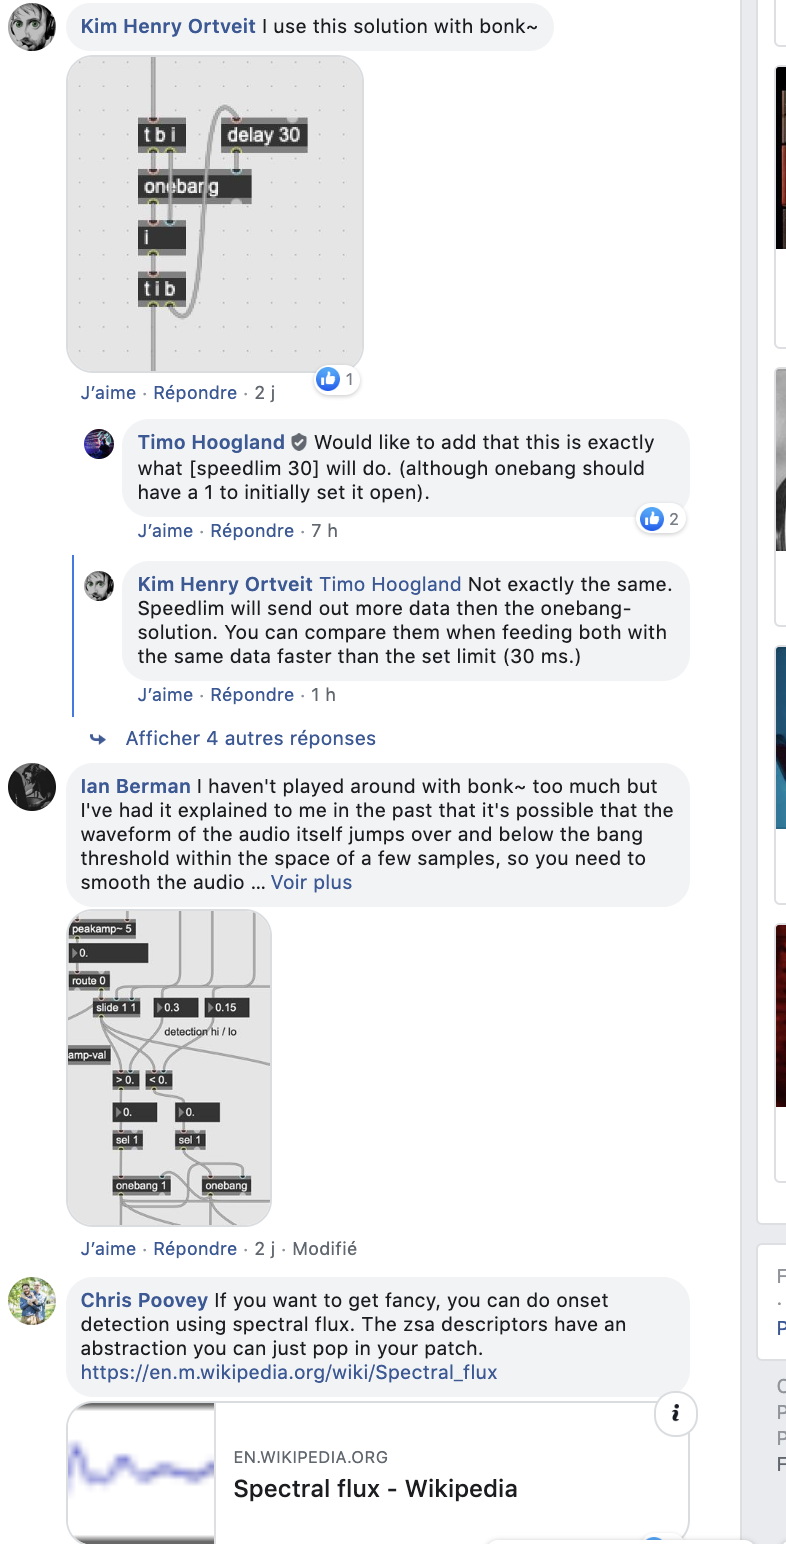 Kim Henry Ortveit I use this solution with bonk~
t b i
delay 30
onebang
i
t i b
1
J'aime · Répondre · 2 j
Timo Hoogland Would like to add that this is exactly
what [speedlim 30] will do. (although onebang should
have a 1 to initially set it open).
2
J'aime · Répondre · 7 h
Kim Henry Ortveit Timo Hoogland Not exactly the same.
Speedlim will send out more data then the onebang-
solution. You can compare them when feeding both with
the same data faster than the set limit (30 ms.)
J'aime · Répondre · 1 h
Afficher 4 autres réponses
Ian Berman I haven't played around with bonk~ too much but
I've had it explained to me in the past that it's possible that the
waveform of the audio itself jumps over and below the bang
threshold within the space of a few samples, so you need to
smooth the audio ... Voir plus
peakamp~ 5
0.
route 0
slide 1 1
0.3
0.15
detection hi / lo
amp-val
> 0.
< 0.
0.
0.
sel 1
sel 1
onebang 1
onebang
J'aime · Répondre · 2 j · Modifié
Chris Poovey If you want to get fancy, you can do onset
detection using spectral flux. The zsa descriptors have an
abstraction you can just pop in your patch.
https://en.m.wikipedia.org/wiki/Spectral_flux
i
EN.WIKIPEDIA.ORG
Spectral flux - Wikipedia